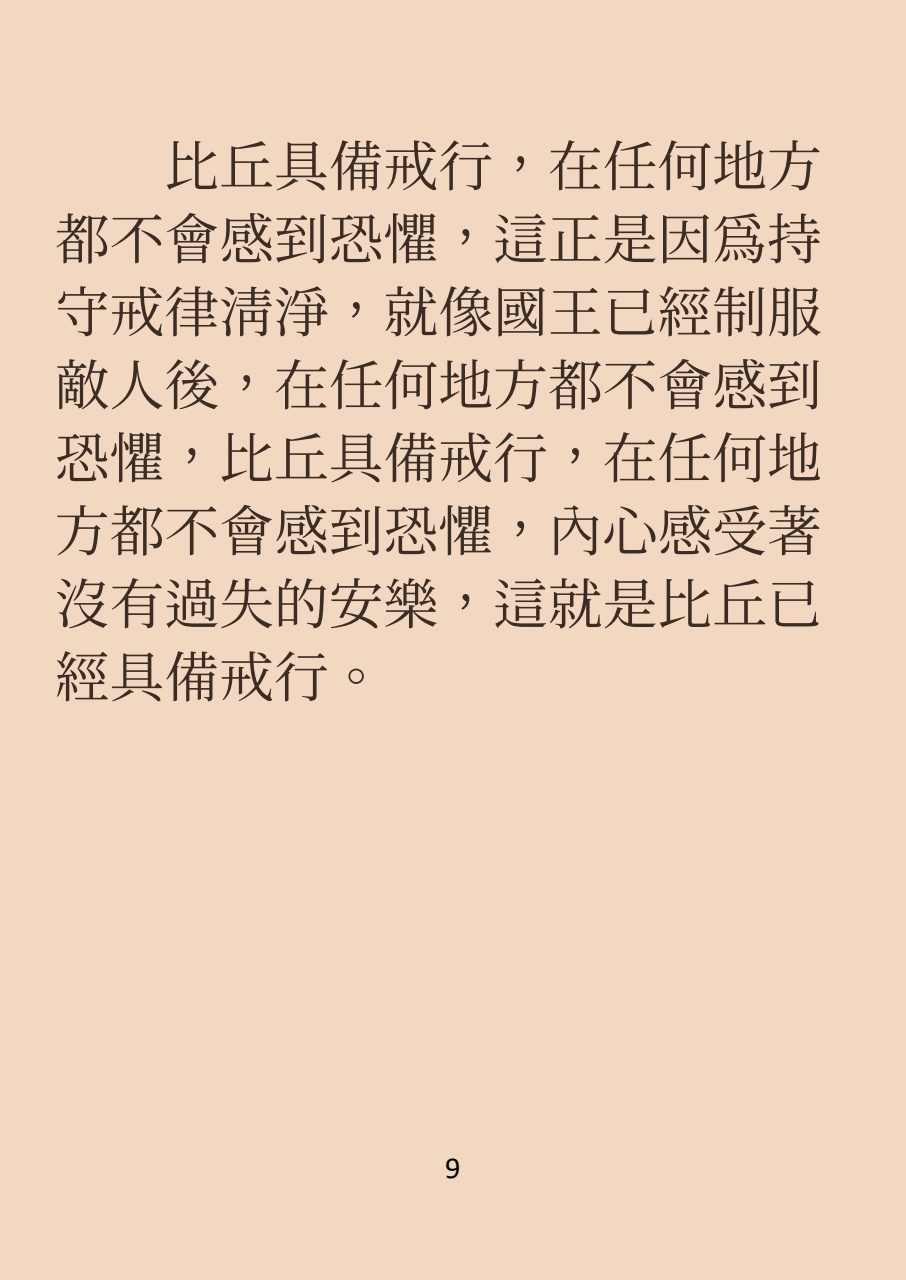 比丘具備戒行，在任何地方
都不會感到恐懼，這正是因爲持
守戒律清淨，就像國王已經制服
敵人後，在任何地方都不會感到
恐懼，比丘具備戒行，在任何地
方都不會感到恐懼，內心感受著
沒有過失的安樂，這就是比丘已
經具備戒行。
9